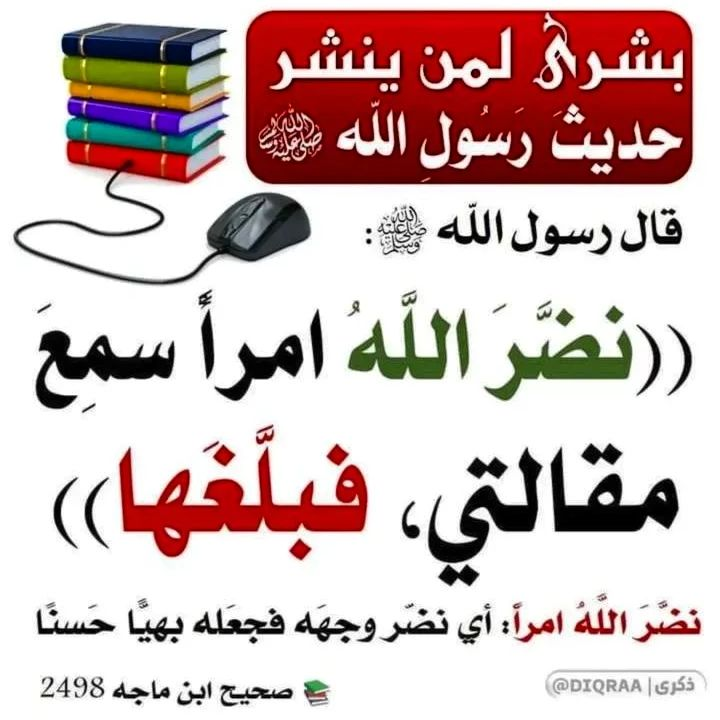 بشرىٰ لمن ينشر
حديثَ رَسُولِ اللّه ﷺ
قال رسول اللّه ﷺ:
((نضَّرَ اللَّهُ امرأً سمِعَ
مقالتي، فبلَّغَها))
نضَّرَ اللَّهُ امرأً: أي نضّر وجهَه فجعَله بهيًّا حَسنًا
📚 صحيح ابن ماجه 2498
ذكرى | DIQRAA@